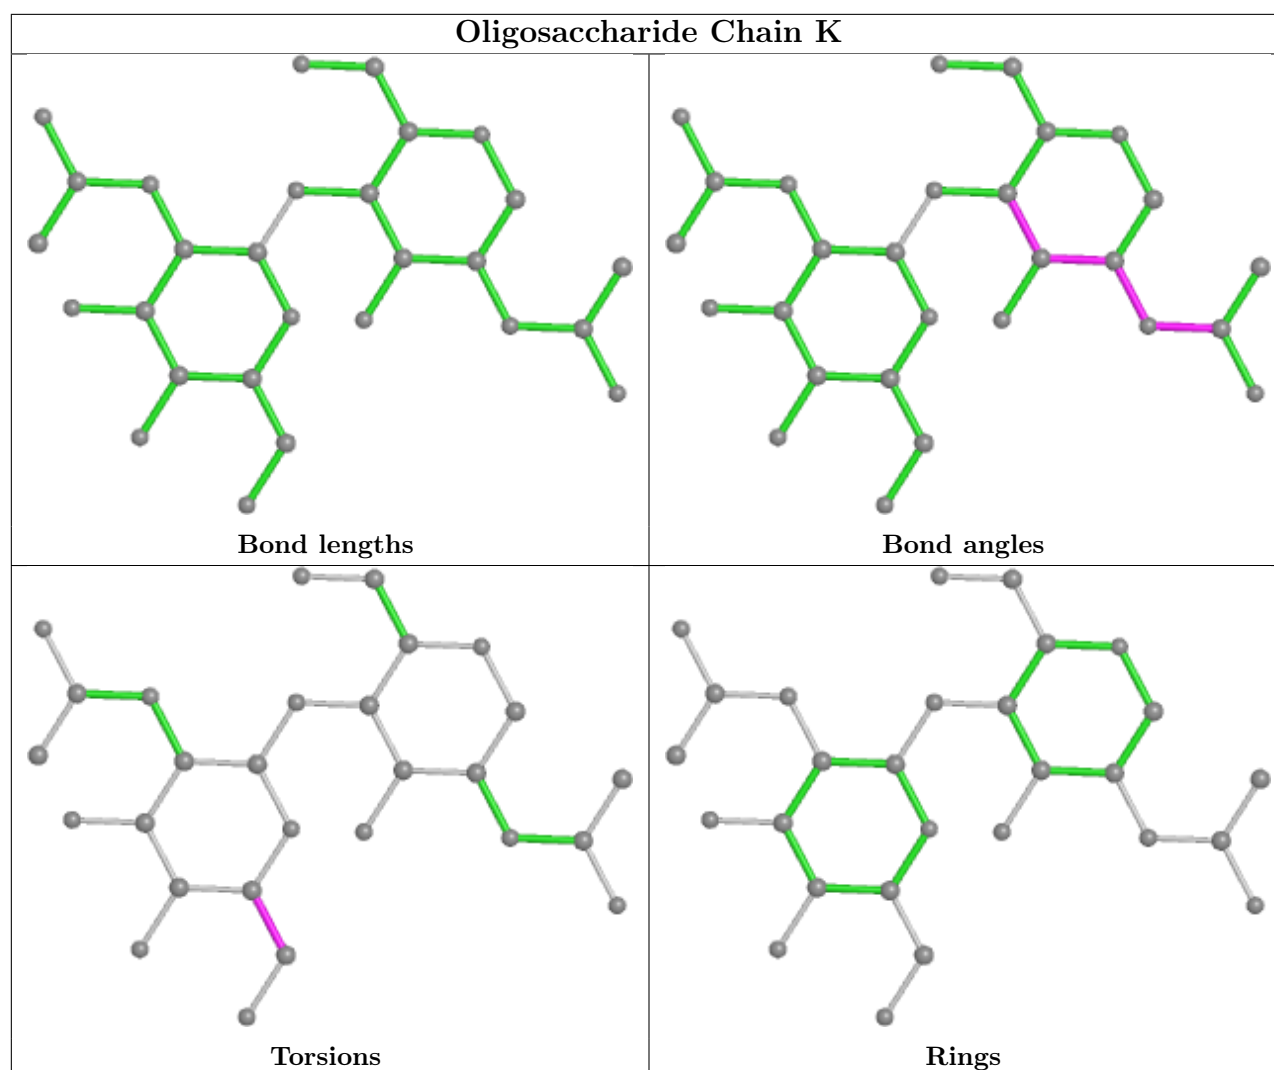 Oligosaccharide Chain K
Bond lengths
Bond angles
Torsions
Rings